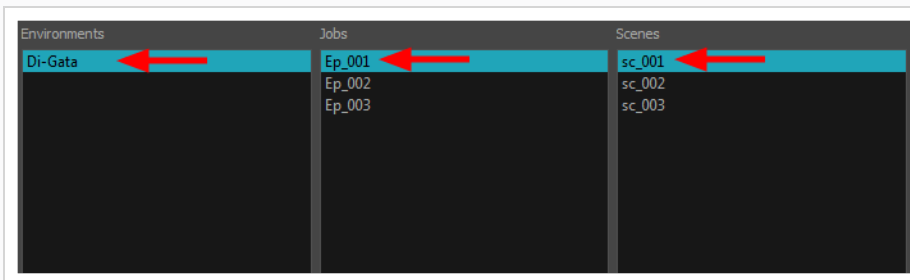 Environments Jobs Scenes
Di-Gata Ep_001 sc_001
Ep_002 sc_002
Ep_003 sc_003